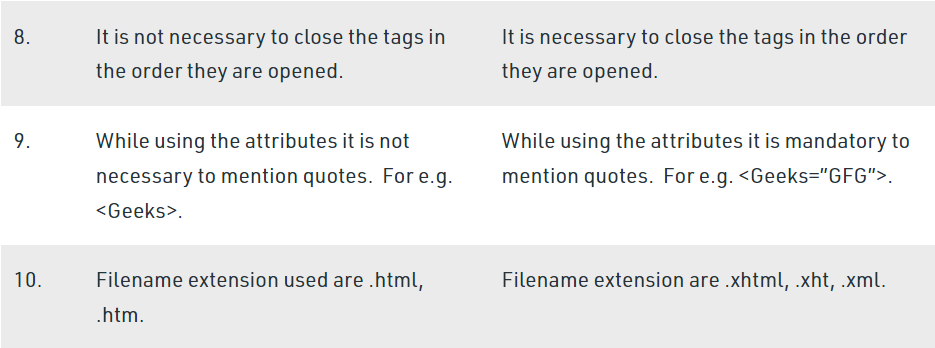 8. It is not necessary to close the tags in It is necessary to close the tags in the order
the order they are opened. they are opened.
9. While using the attributes it is not While using the attributes it is mandatory to
necessary to mention quotes.  For e.g. mention quotes.  For e.g. <Geeks=”GFG”>.
<Geeks>.
10. Filename extension used are .html, Filename extension are .xhtml, .xht, .xml.
.htm.